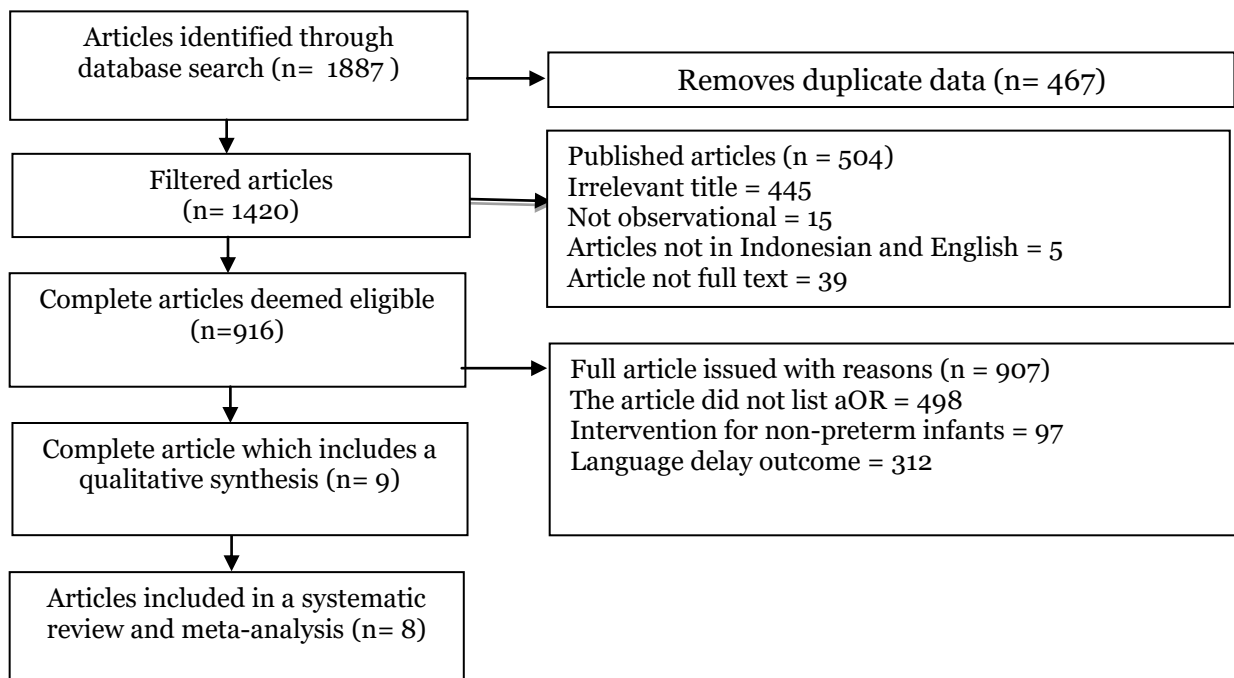 Articles identified through
database search (n= 1887 )
Removes duplicate data (n= 467)
Filtered articles
(n= 1420)
Published articles (n = 504)
Irrelevant title = 445
Not observational = 15
Articles not in Indonesian and English = 5
Article not full text = 39
Complete articles deemed eligible
(n=916)
Full article issued with reasons (n = 907)
The article did not list aOR = 498
Intervention for non-preterm infants = 97
Language delay outcome = 312
Complete article which includes a
qualitative synthesis (n= 9)
Articles included in a systematic
review and meta-analysis (n= 8)